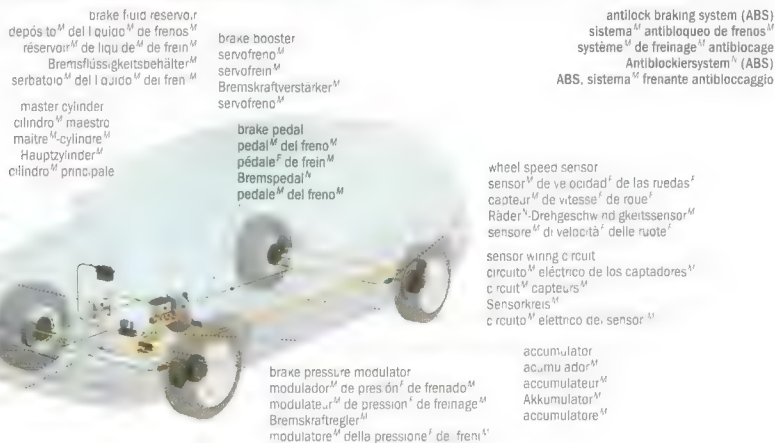 brake fluid reservoir
depósito^M del líquido^M de frenos^M
réservoir^M de liquide^M de frein^M
Bremsflüssigkeitsbehälter^M
serbatoio^M del liquido^M dei freni^M
master cylinder
cilindro^M maestro
maitre^M-cylindre^M
Hauptzylinder^M
cilindro^M principale
brake booster
servofreno^M
servofrein^M
Bremskraftverstärker^M
servofreno^M
brake pedal
pedal^M del freno^M
pédale^F de frein^M
Bremspedal^N
pedale^M del freno^M
antilock braking system (ABS)
sistema^M antibloqueo de frenos^M
système^M de freinage^M antiblocage
Antiblockiersystem^N (ABS)
ABS, sistema^M frenante antibloccaggio
wheel speed sensor
sensor^M de velocidad^F de las ruedas^F
capteur^M de vitesse^F de roue^F
Räder^N-Drehgeschwindigkeitssensor^M
sensore^M di velocità^F delle ruote^F
sensor wiring circuit
circuito^M eléctrico de los captadores^M
circuit^M capteurs^M
Sensorkreis^M
circuito^M elettrico dei sensori^M
brake pressure modulator
modulador^M de presión^F de frenado^M
modulateur^M de pression^F de freinage^M
Bremskraftregler^M
modulatore^M della pressione^F dei freni^M
accumulator
acumulador^M
accumulateur^M
Akkumulator^M
accumulatore^M